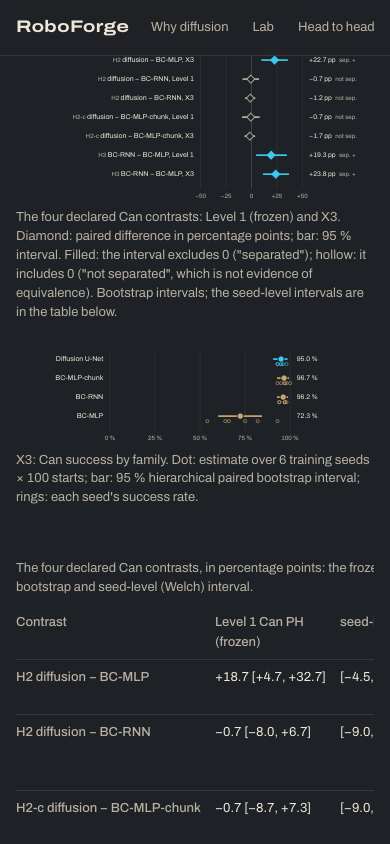 RoboForge Why diffusion Lab Head to head
H2 diffusion – BC-MLP, X3 +22.7 pp sep. +
H2 diffusion – BC-RNN, Level 1 −0.7 pp not sep.
H2 diffusion – BC-RNN, X3 −1.2 pp not sep.
H2-c diffusion – BC-MLP-chunk, Level 1 −0.7 pp not sep.
H2-c diffusion – BC-MLP-chunk, X3 −1.7 pp not sep.
H3 BC-RNN – BC-MLP, Level 1 +19.3 pp sep. +
H3 BC-RNN – BC-MLP, X3 +23.8 pp sep. +
−50 −25 0 +25 +50
The four declared Can contrasts: Level 1 (frozen) and X3.
Diamond: paired difference in percentage points; bar: 95 %
interval. Filled: the interval excludes 0 ("separated"); hollow: it
includes 0 ("not separated", which is not evidence of
equivalence). Bootstrap intervals; the seed-level intervals are
in the table below.
Diffusion U-Net 95.0 %
BC-MLP-chunk 96.7 %
BC-RNN 96.2 %
BC-MLP 72.3 %
0 % 25 % 50 % 75 % 100 %
X3: Can success by family. Dot: estimate over 6 training seeds
× 100 starts; bar: 95 % hierarchical paired bootstrap interval;
rings: each seed's success rate.
The four declared Can contrasts, in percentage points: the froze
bootstrap and seed-level (Welch) interval.
Contrast Level 1 Can PH seed-
(frozen)
H2 diffusion – BC-MLP +18.7 [+4.7, +32.7] [−4.5,
H2 diffusion – BC-RNN −0.7 [−8.0, +6.7] [−9.0,
H2-c diffusion – BC-MLP-chunk −0.7 [−8.7, +7.3] [−9.0,